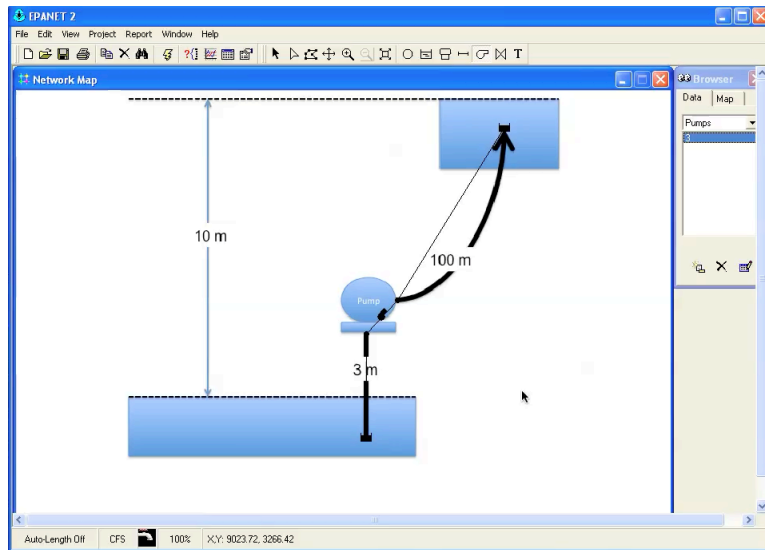 EPANET 2
File Edit View Project Report Window Help
T
Network Map
Browser
Data Map
Pumps
3
10 m
100 m
Pump
3 m
Auto-Length Off CFS 100% X,Y: 9023.72, 3266.42